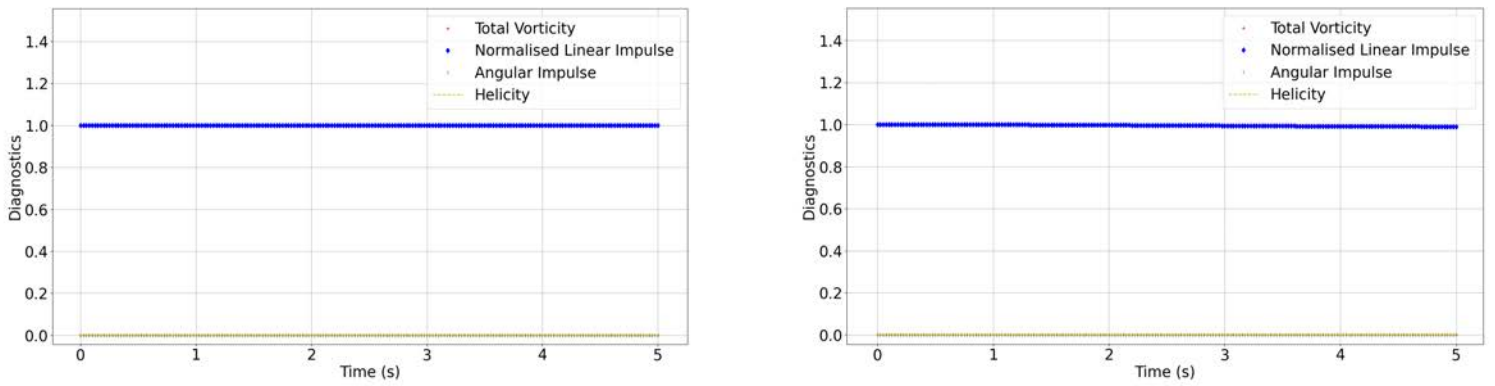 1.4
1.2
1.0
0.8
0.6
0.4
0.2
0.0
Diagnostics
Total Vorticity
Normalised Linear Impulse
Angular Impulse
Helicity
0 1 2 3 4 5
Time (s)
1.4
1.2
1.0
0.8
0.6
0.4
0.2
0.0
Diagnostics
Total Vorticity
Normalised Linear Impulse
Angular Impulse
Helicity
0 1 2 3 4 5
Time (s)